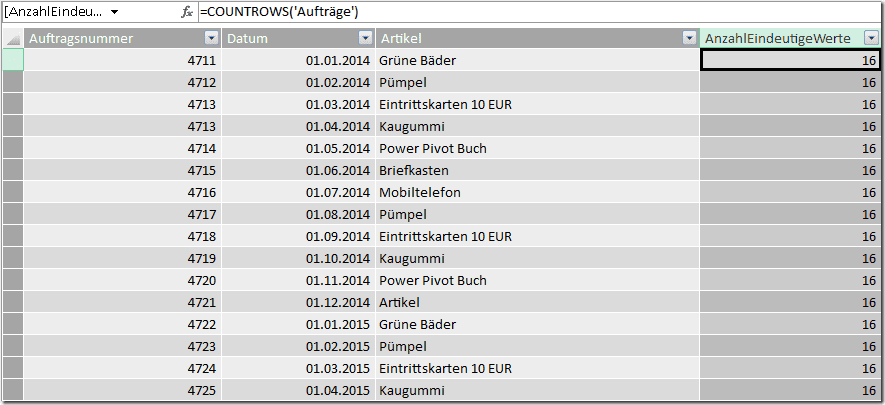 [AnzahlEindeu... fx =COUNTROWS('Aufträge')
Auftragsnummer Datum Artikel AnzahlEindeutigeWerte
4711 01.01.2014 Grüne Bäder 16
4712 01.02.2014 Pümpel 16
4713 01.03.2014 Eintrittskarten 10 EUR 16
4713 01.04.2014 Kaugummi 16
4714 01.05.2014 Power Pivot Buch 16
4715 01.06.2014 Briefkasten 16
4716 01.07.2014 Mobiltelefon 16
4717 01.08.2014 Pümpel 16
4718 01.09.2014 Eintrittskarten 10 EUR 16
4719 01.10.2014 Kaugummi 16
4720 01.11.2014 Power Pivot Buch 16
4721 01.12.2014 Artikel 16
4722 01.01.2015 Grüne Bäder 16
4723 01.02.2015 Pümpel 16
4724 01.03.2015 Eintrittskarten 10 EUR 16
4725 01.04.2015 Kaugummi 16